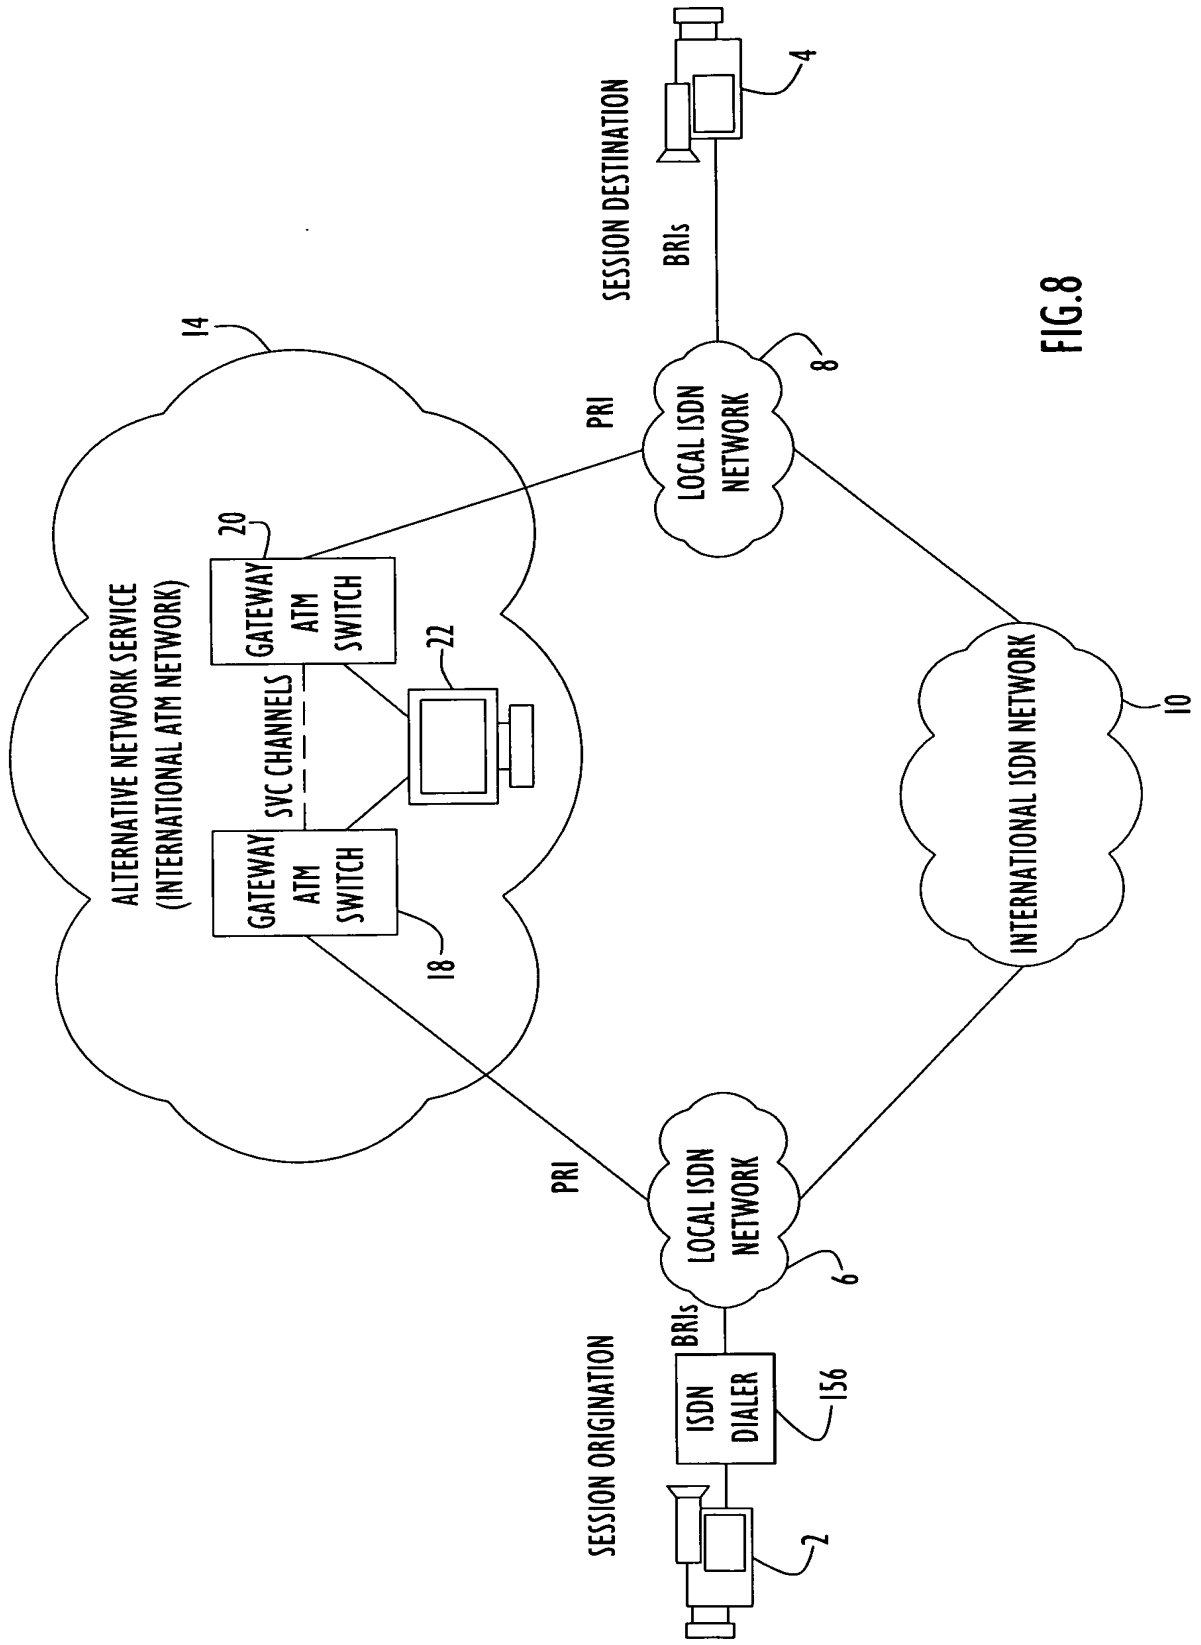 ALTERNATIVE NETWORK SERVICE
(INTERNATIONAL ATM NETWORK)
14
GATEWAY
ATM
SWITCH
18
SVC CHANNELS
GATEWAY
ATM
SWITCH
20
22
PRI
PRI
SESSION ORIGINATION
2
ISDN
DIALER
156
BRIs
LOCAL ISDN
NETWORK
6
INTERNATIONAL ISDN NETWORK
10
LOCAL ISDN
NETWORK
8
SESSION DESTINATION
BRIs
4
FIG.8